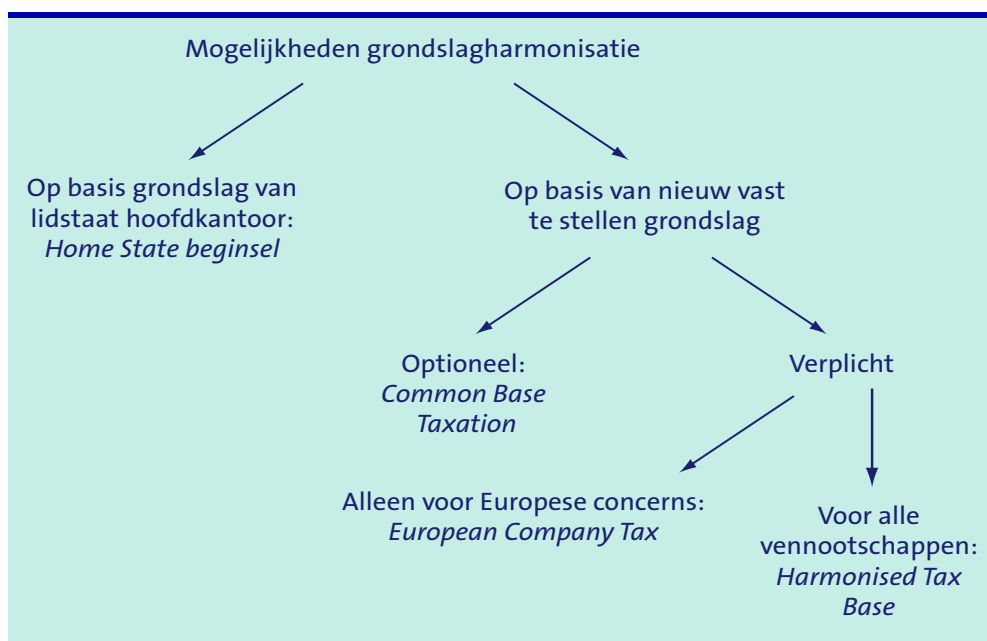 Mogelijkheden grondslagharmonisatie
Op basis grondslag van
lidstaat hoofdkantoor:
Home State beginsel
Op basis van nieuw vast
te stellen grondslag
Optioneel:
Common Base
Taxation
Verplicht
Alleen voor Europese concerns:
European Company Tax
Voor alle
vennootschappen:
Harmonised Tax
Base